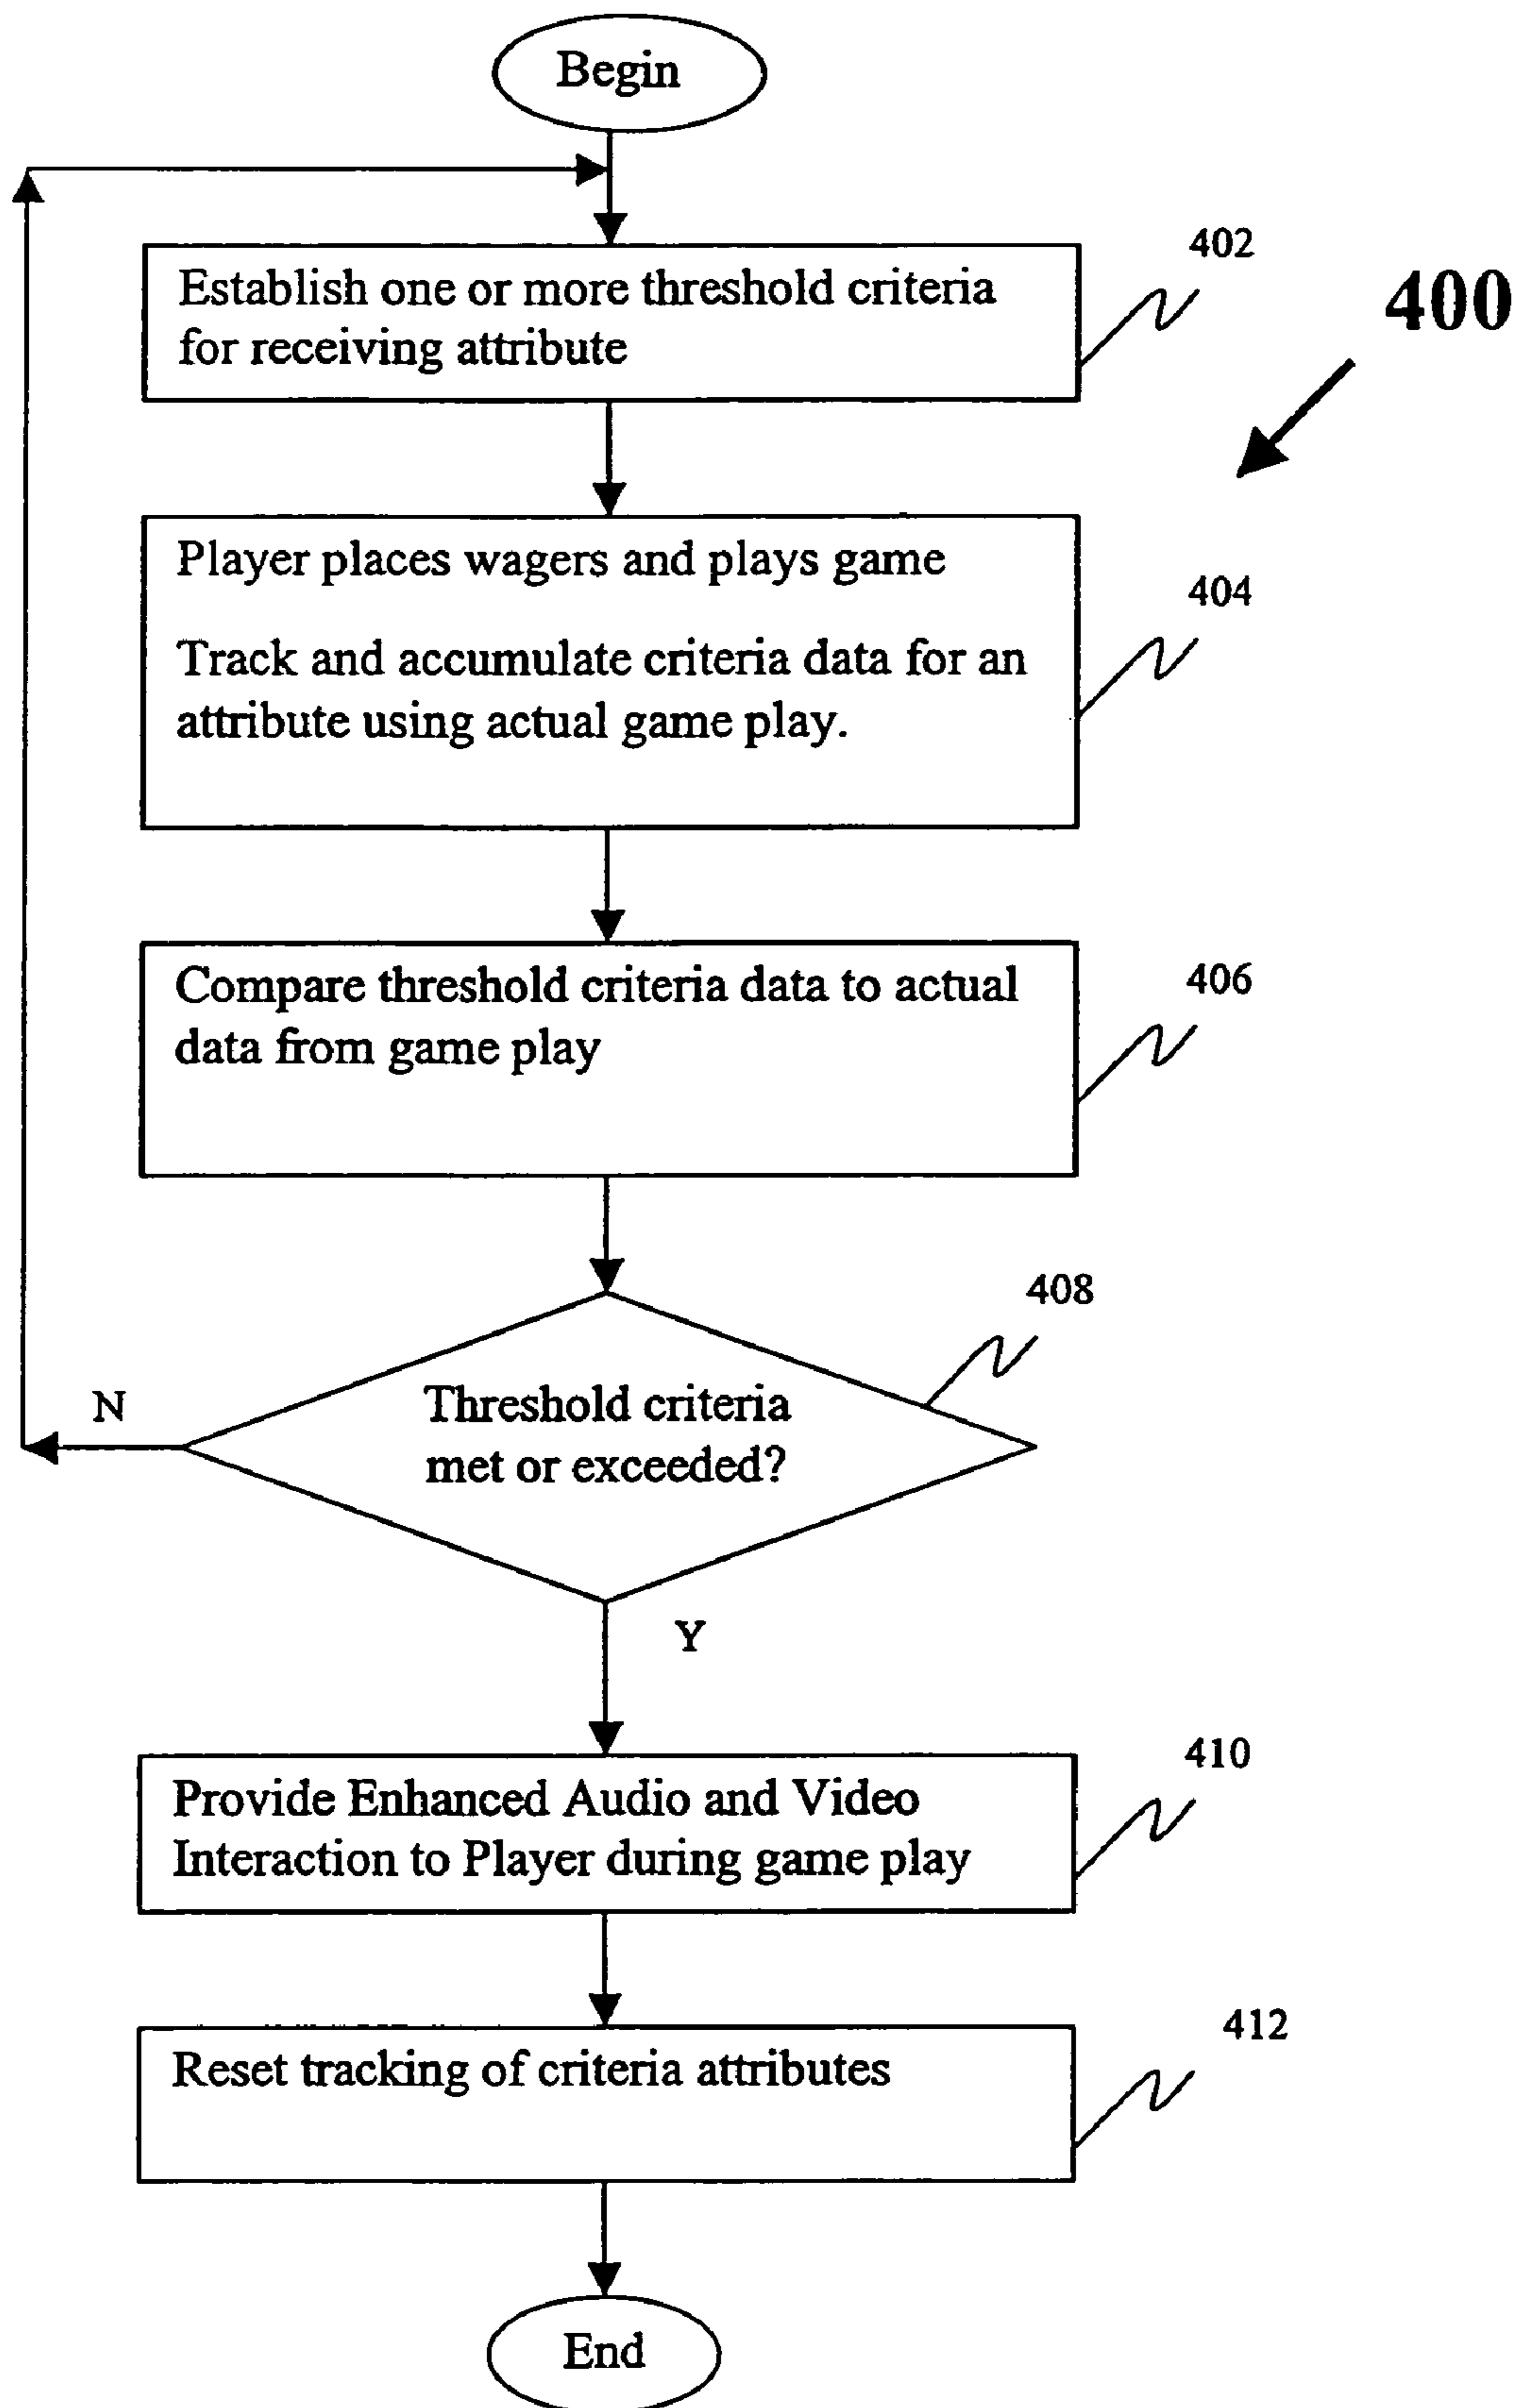 Begin
402
Establish one or more threshold criteria
for receiving attribute
400
Player places wagers and plays game
404
Track and accumulate criteria data for an
attribute using actual game play.
Compare threshold criteria data to actual
data from game play
406
408
Threshold criteria
met or exceeded?
N
Y
410
Provide Enhanced Audio and Video
Interaction to Player during game play
412
Reset tracking of criteria attributes
End